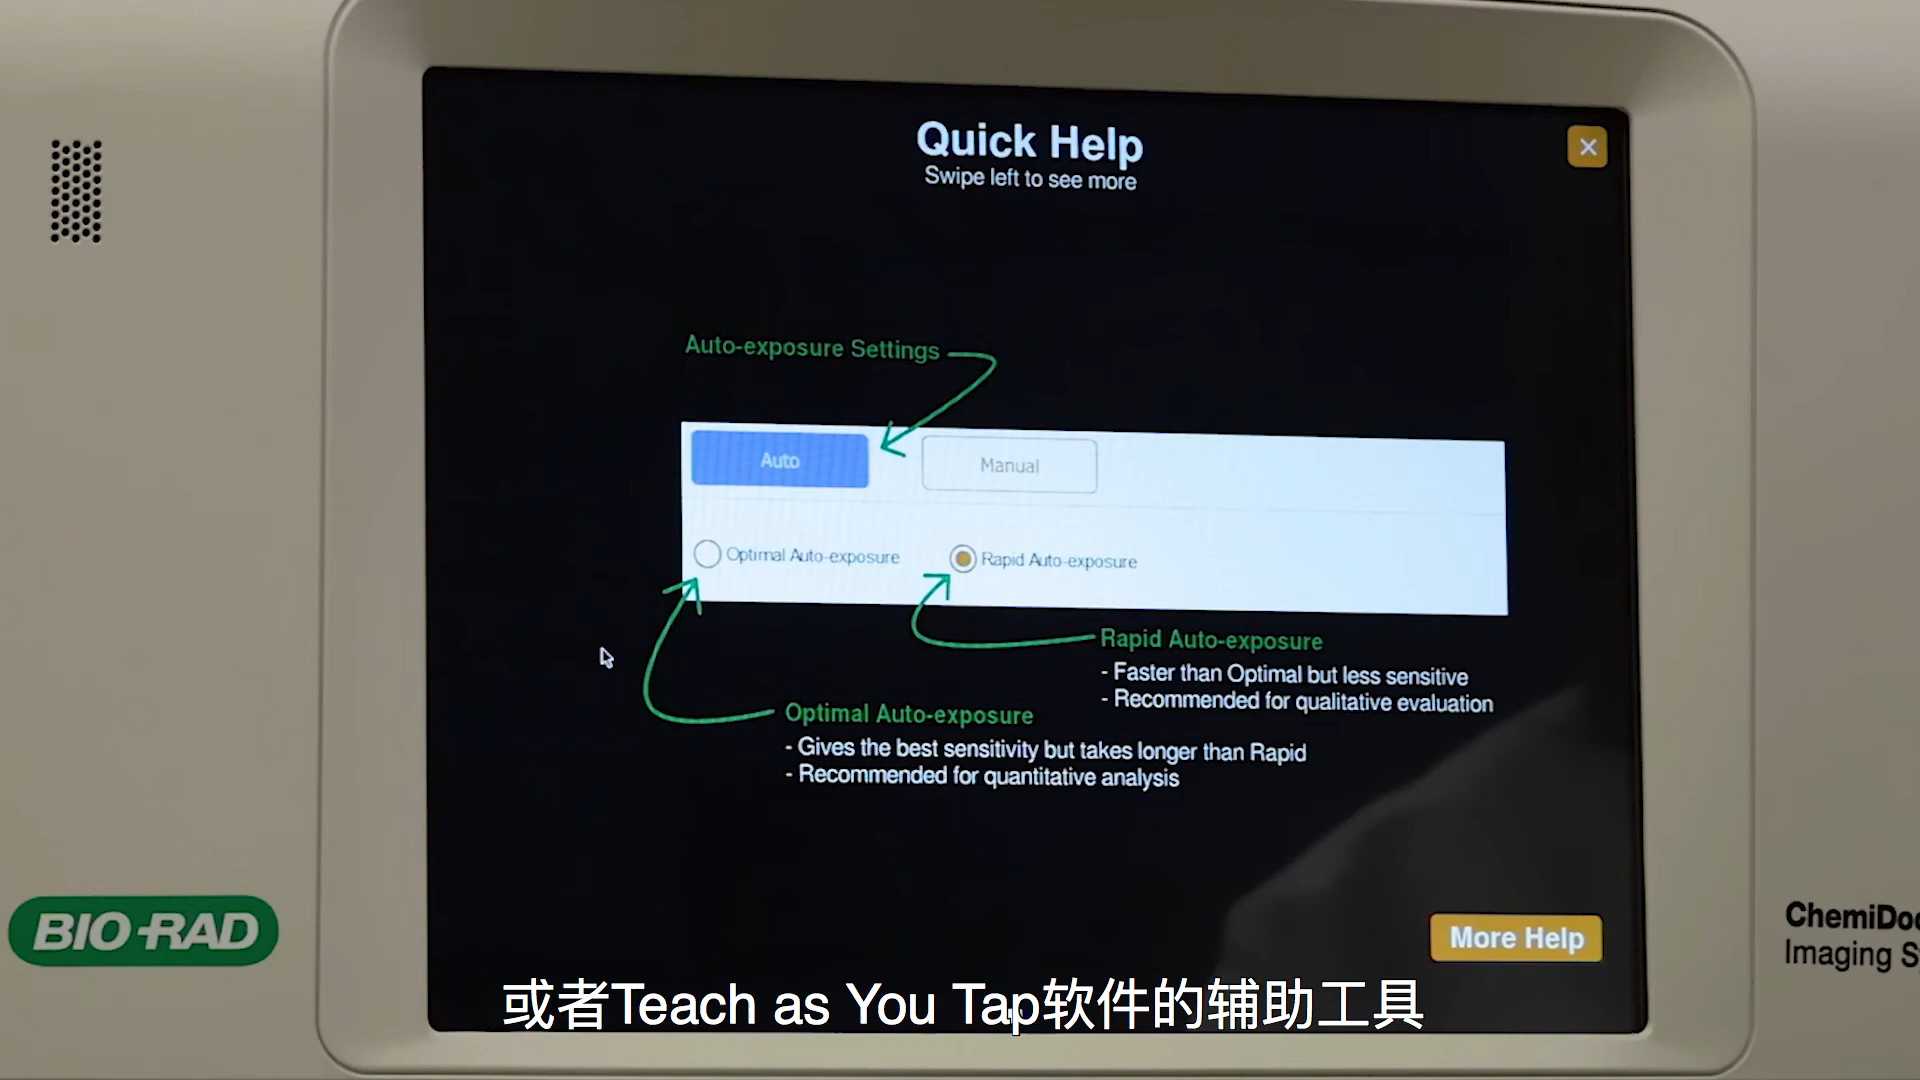 Quick Help
Swipe left to see more
Auto-exposure Settings
Auto
Manual
Optimal Auto-exposure
Rapid Auto-exposure
Rapid Auto-exposure
- Faster than Optimal but less sensitive
- Recommended for qualitative evaluation
Optimal Auto-exposure
- Gives the best sensitivity but takes longer than Rapid
- Recommended for quantitative analysis
More Help
BIO-RAD
ChemiDoc
Imaging S
或者Teach as You Tap软件的辅助工具